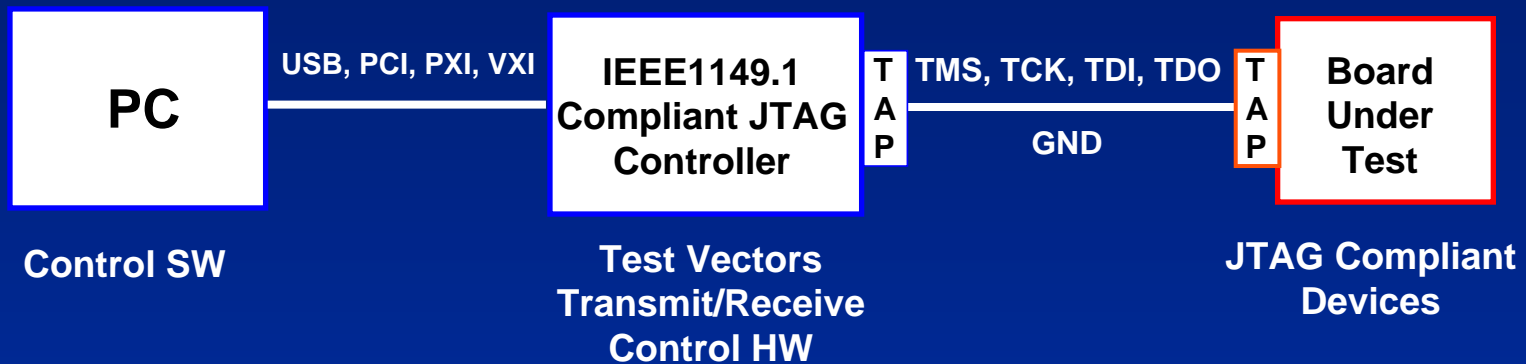 PC
Control SW
USB, PCI, PXI, VXI
IEEE1149.1
Compliant JTAG
Controller
T
A
P
Test Vectors
Transmit/Receive
Control HW
TMS, TCK, TDI, TDO
GND
T
A
P
Board
Under
Test
JTAG Compliant
Devices